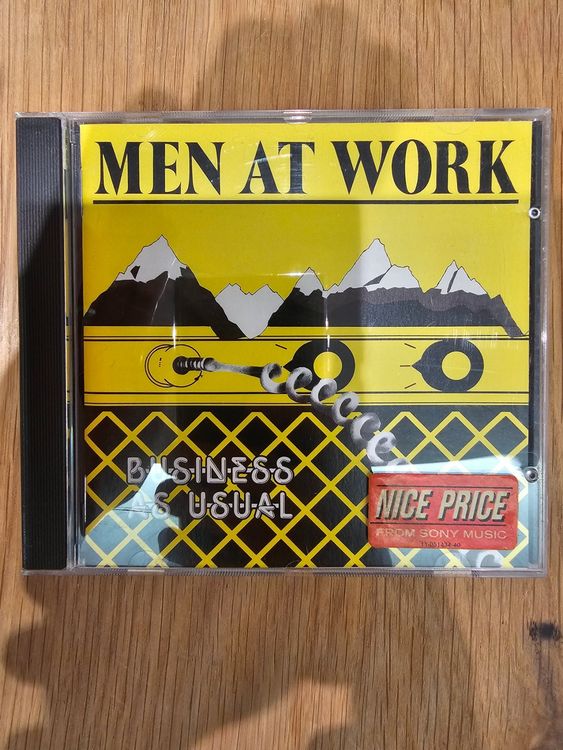 MEN AT WORK
BUSINESS
AS USUAL
NICE PRICE
FROM SONY MUSIC